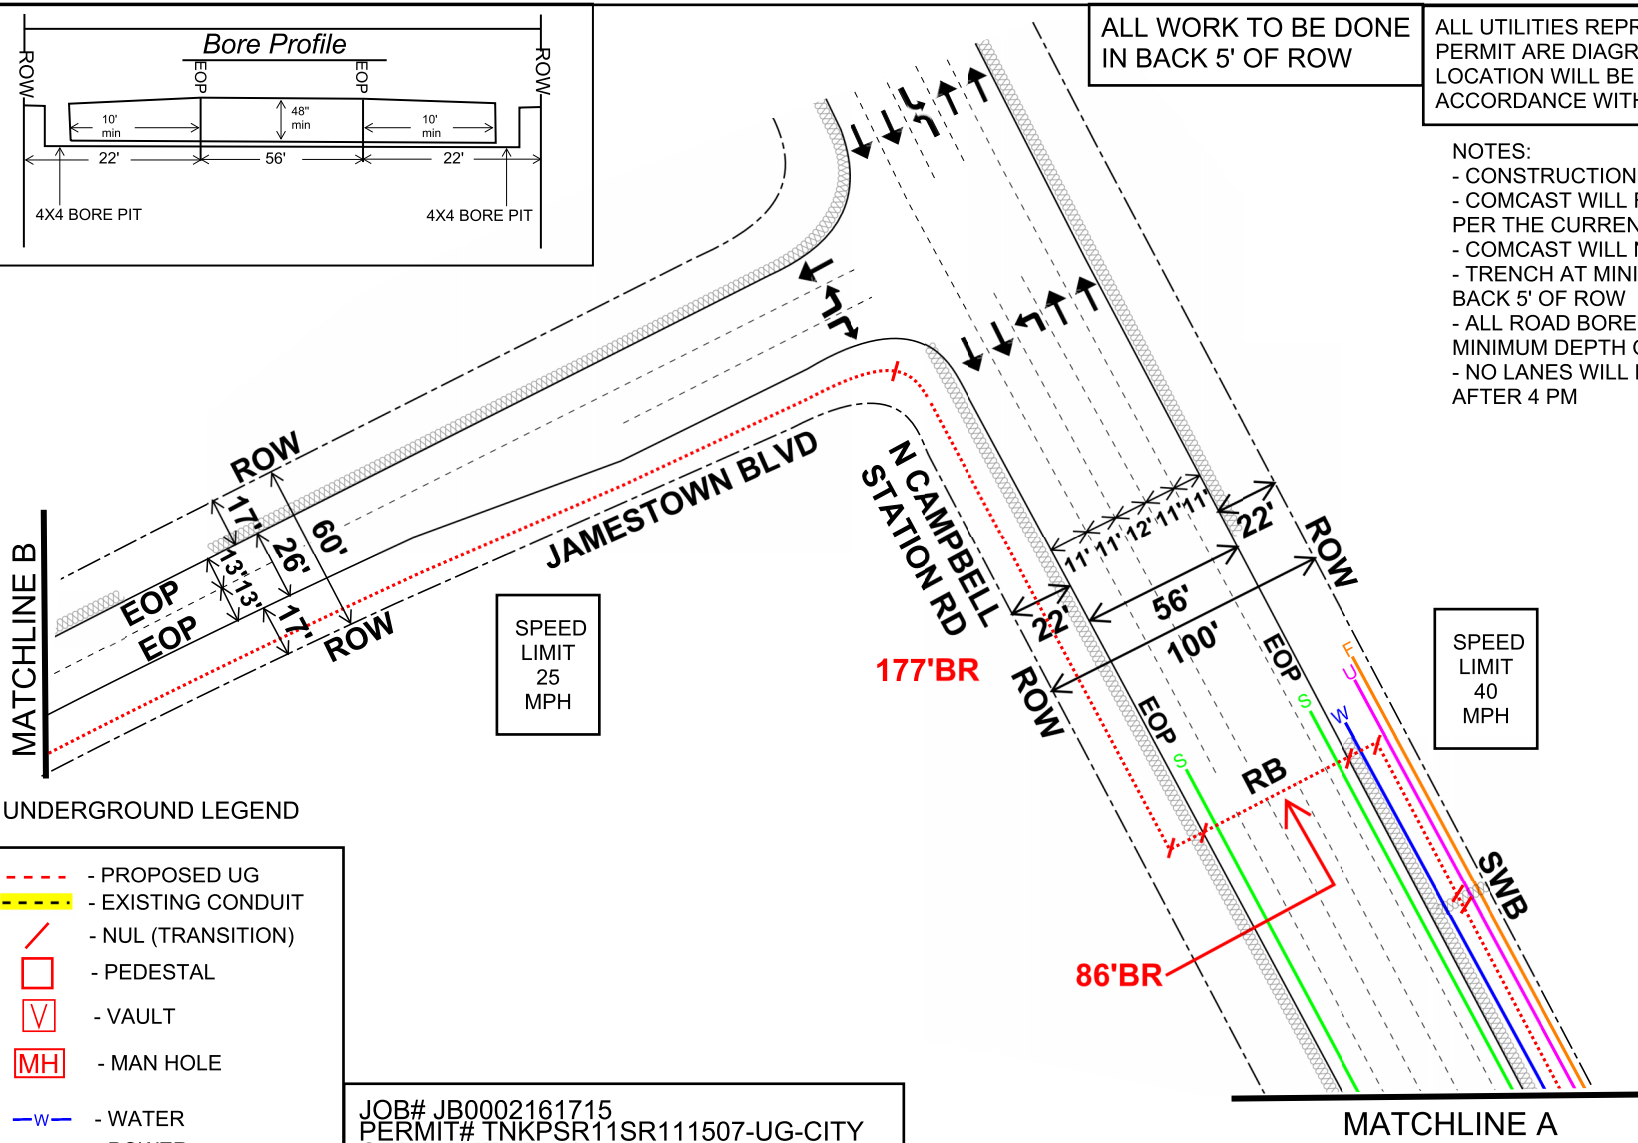 Bore Profile
ROW
EOP
EOP
ROW
10'
min
48"
min
10'
min
22'
56'
22'
4X4 BORE PIT
4X4 BORE PIT
ALL WORK TO BE DONE
IN BACK 5' OF ROW
ALL UTILITIES REPR
PERMIT ARE DIAGR
LOCATION WILL BE
ACCORDANCE WITH
NOTES:
- CONSTRUCTION
- COMCAST WILL
PER THE CURREN
- COMCAST WILL
- TRENCH AT MINI
BACK 5' OF ROW
- ALL ROAD BORE
MINIMUM DEPTH
- NO LANES WILL
AFTER 4 PM
ROW
17'
60'
26'
13'
13'
17'
EOP
EOP
ROW
JAMESTOWN BLVD
MATCHLINE B
SPEED
LIMIT
25
MPH
N CAMPBELL
STATION RD
11'
11'
12'
11'
11'
22'
ROW
22'
56'
100'
177'BR
ROW
EOP
EOP
S
S
W
U
F
RB
86'BR
SWB
SPEED
LIMIT
40
MPH
MATCHLINE A
UNDERGROUND LEGEND
- PROPOSED UG
- EXISTING CONDUIT
- NUL (TRANSITION)
- PEDESTAL
V - VAULT
MH - MAN HOLE
W - WATER
JOB# JB0002161715
PERMIT# TNKPSR11SR111507-UG-CITY